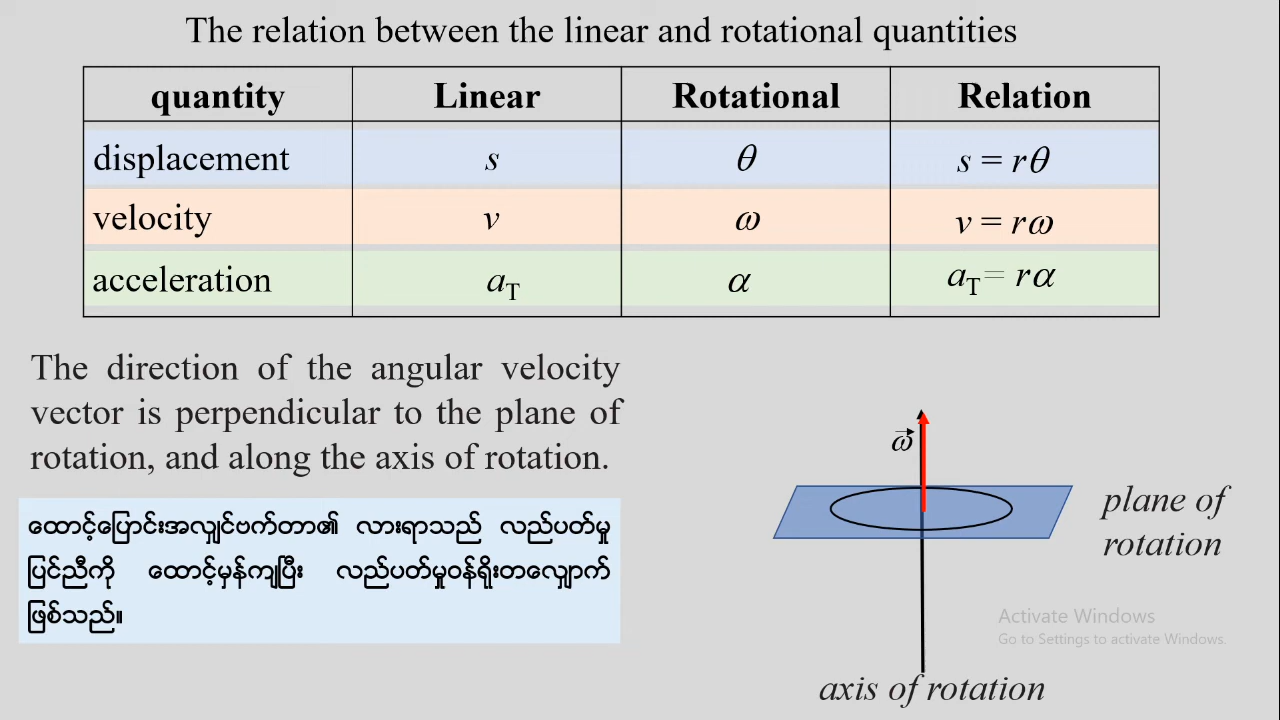 The relation between the linear and rotational quantities
quantity Linear Rotational Relation
displacement s θ s = rθ
velocity v ω v = rω
acceleration a_T α a_T = rα
The direction of the angular velocity
vector is perpendicular to the plane of
rotation, and along the axis of rotation.
ထောင့်ပြောင်းအလျှင်ဗက်တာ၏ လားရာသည် လည်ပတ်မှု
ပြင်ညီကို ထောင့်မှန်ကျပြီး လည်ပတ်မှုဝန်ရိုးတလျှောက်
ဖြစ်သည်။
ω⃗
plane of
rotation
Activate Windows
Go to Settings to activate Windows.
axis of rotation